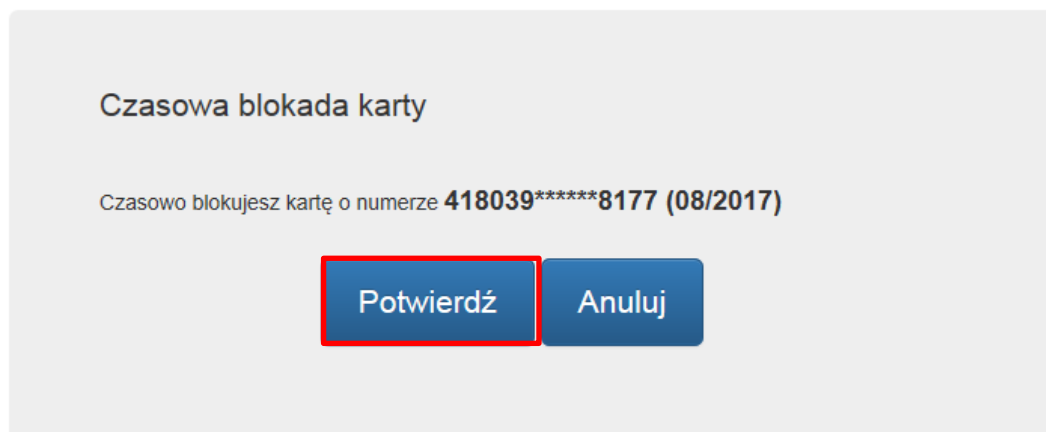 Czasowa blokada karty
Czasowo blokujesz kartę o numerze 418039******8177 (08/2017)
Potwierdź Anuluj